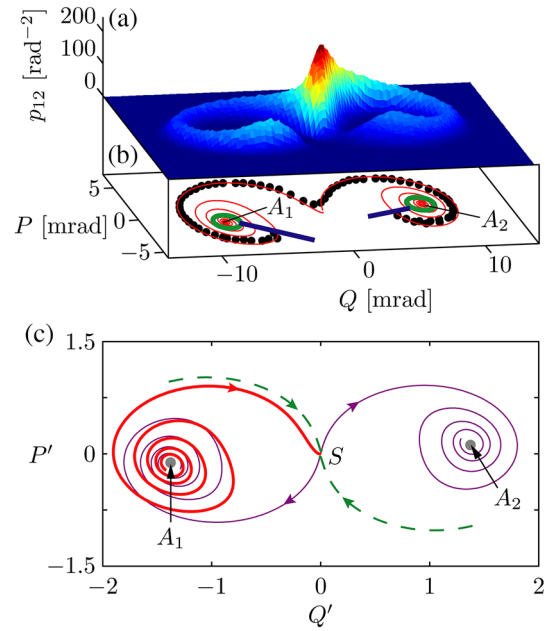 (a)
200
100
0
p₁₂ [rad⁻²]
(b)
5
0
−5
P [mrad]
A₁
A₂
−10
0
10
Q [mrad]
(c)
1.5
0
−1.5
P′
S
A₁
A₂
−2
−1
0
1
2
Q′